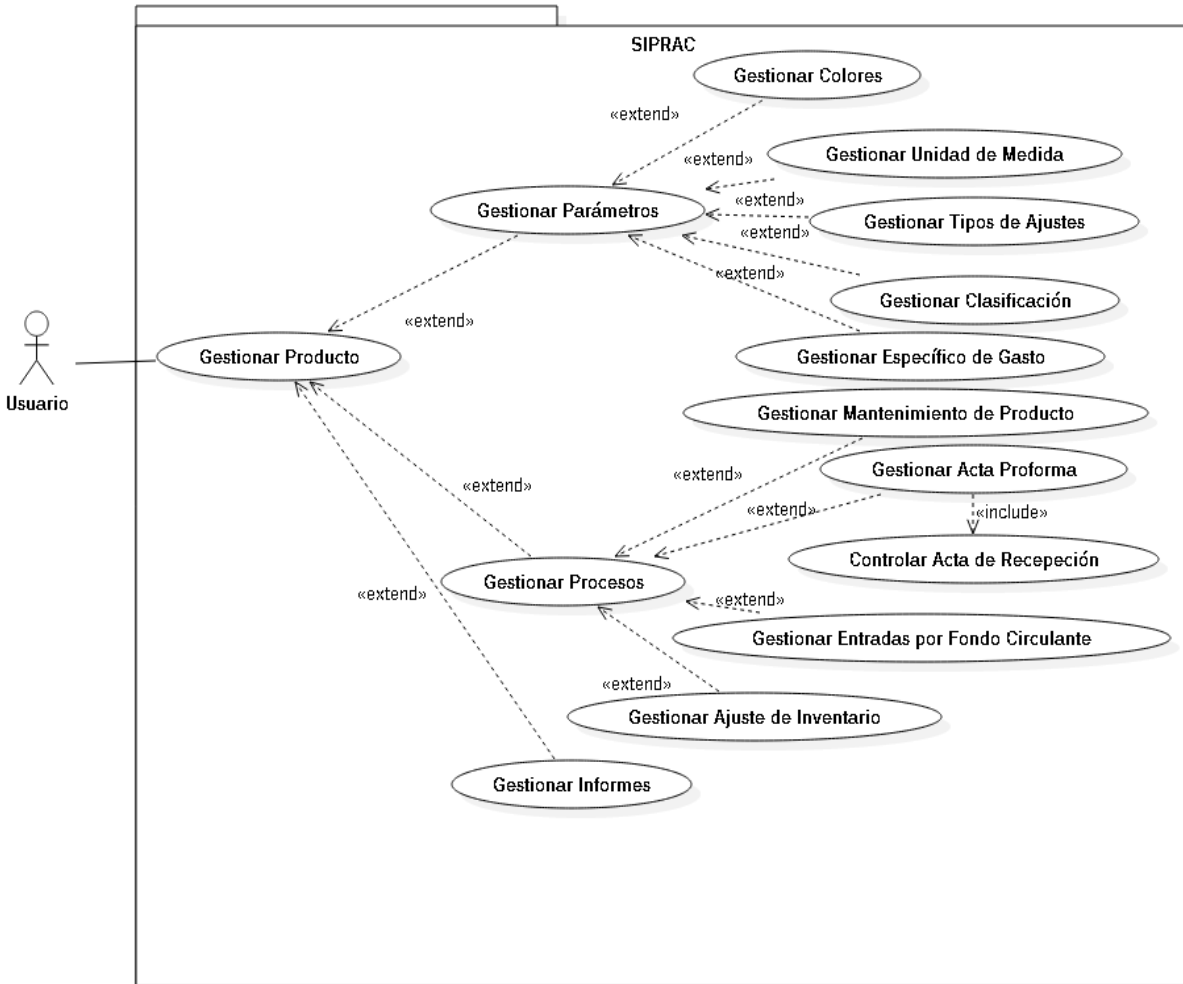 SIPRAC
Gestionar Colores
«extend»
Gestionar Unidad de Medida
«extend»
Gestionar Parámetros
«extend»
Gestionar Tipos de Ajustes
«extend»
«extend»
Gestionar Clasificación
«extend»
Gestionar Producto
Gestionar Específico de Gasto
Usuario
Gestionar Mantenimiento de Producto
«extend»
Gestionar Acta Proforma
«extend»
«extend»
«include»
Controlar Acta de Recepeción
Gestionar Procesos
«extend»
«extend»
Gestionar Entradas por Fondo Circulante
«extend»
Gestionar Ajuste de Inventario
Gestionar Informes